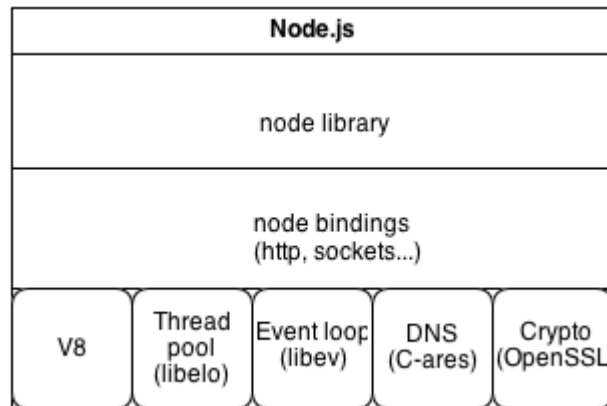 Node.js
node library
node bindings
(http, sockets...)
V8
Thread
pool
(libelo)
Event loop
(libev)
DNS
(C-ares)
Crypto
(OpenSSL